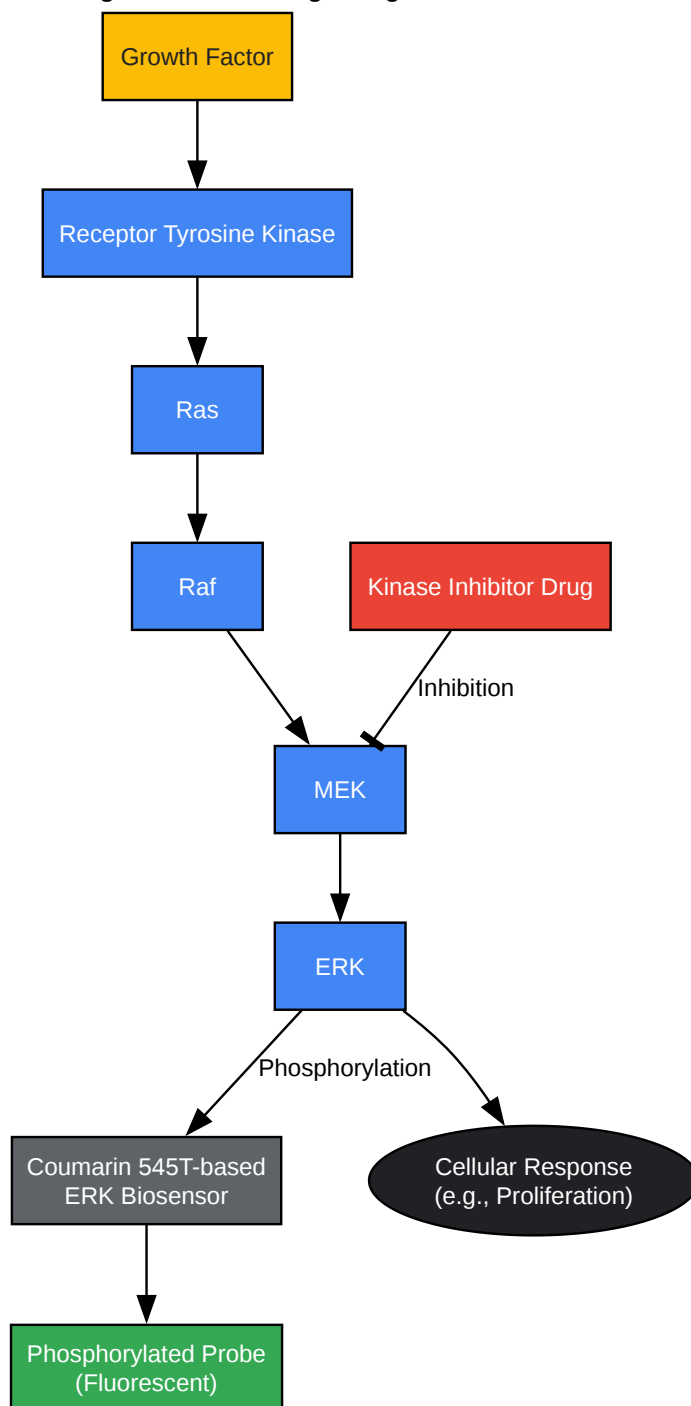 Growth Factor
Receptor Tyrosine Kinase
Ras
Raf
Kinase Inhibitor Drug
Inhibition
MEK
ERK
Phosphorylation
Coumarin 545T-based
ERK Biosensor
Cellular Response
(e.g., Proliferation)
Phosphorylated Probe
(Fluorescent)